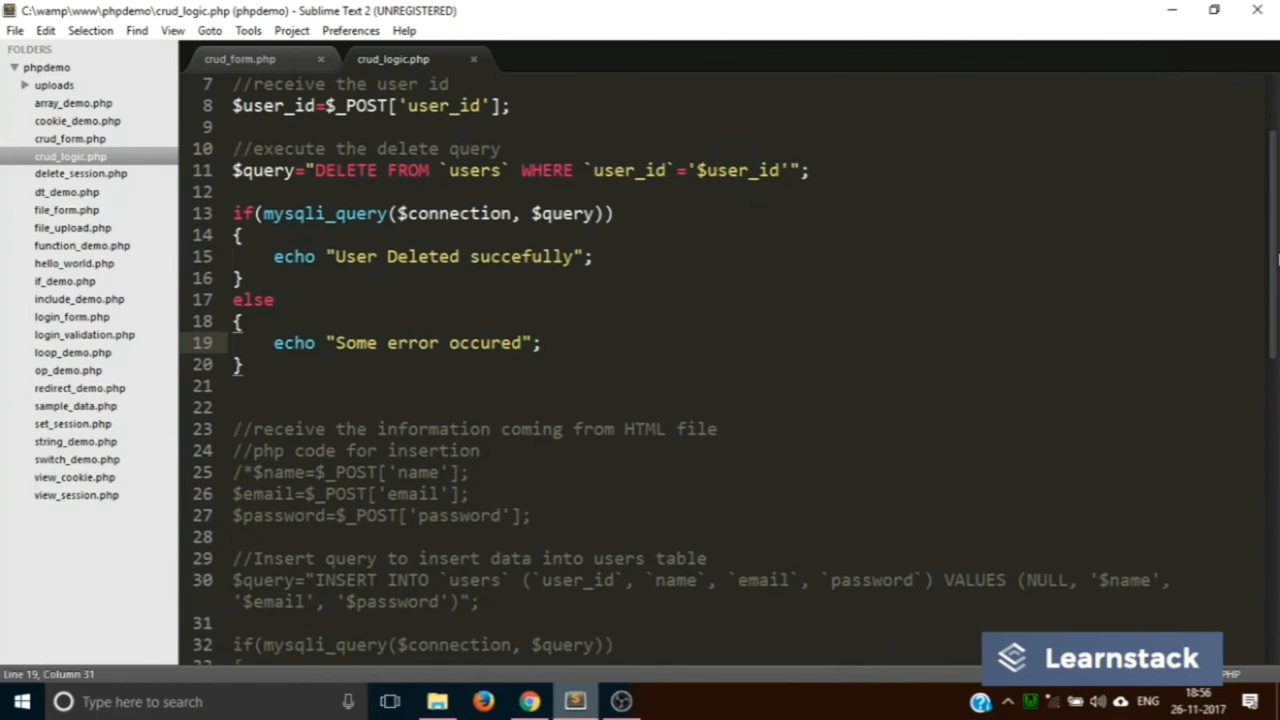 C:\wamp\www\phpdemo\crud_logic.php (phpdemo) - Sublime Text 2 (UNREGISTERED)
File Edit Selection Find View Goto Tools Project Preferences Help
FOLDERS
phpdemo
uploads
array_demo.php
cookie_demo.php
crud_form.php
crud_logic.php
delete_session.php
dt_demo.php
file_form.php
file_upload.php
function_demo.php
hello_world.php
if_demo.php
include_demo.php
login_form.php
login_validation.php
loop_demo.php
op_demo.php
redirect_demo.php
sample_data.php
set_session.php
string_demo.php
switch_demo.php
view_cookie.php
view_session.php
crud_form.php × crud_logic.php ×
7 //receive the user id
8 $user_id=$_POST['user_id'];
9
10 //execute the delete query
11 $query="DELETE FROM `users` WHERE `user_id`='$user_id'";
12
13 if(mysqli_query($connection, $query))
14 {
15 echo "User Deleted succefully";
16 }
17 else
18 {
19 echo "Some error occured";
20 }
21
22
23 //receive the information coming from HTML file
24 //php code for insertion
25 /*$name=$_POST['name'];
26 $email=$_POST['email'];
27 $password=$_POST['password'];
28
29 //Insert query to insert data into users table
30 $query="INSERT INTO `users` (`user_id`, `name`, `email`, `password`) VALUES (NULL, '$name',
'$email', '$password')";
31
32 if(mysqli_query($connection, $query))
Learnstack
Line 19, Column 31
PHP
Type here to search
ENG
18:56
26-11-2017